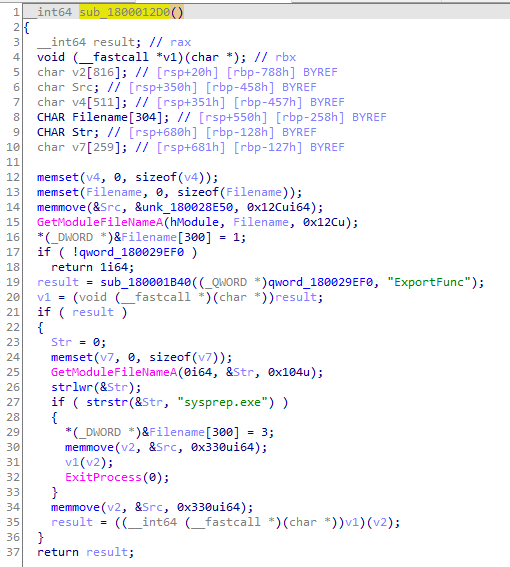 1 __int64 sub_1800012D0()
2 {
3 __int64 result; // rax
4 void (__fastcall *v1)(char *); // rbx
5 char v2[816]; // [rsp+20h] [rbp-788h] BYREF
6 char Src; // [rsp+350h] [rbp-458h] BYREF
7 char v4[511]; // [rsp+351h] [rbp-457h] BYREF
8 CHAR Filename[304]; // [rsp+550h] [rbp-258h] BYREF
9 CHAR Str; // [rsp+680h] [rbp-128h] BYREF
10 char v7[259]; // [rsp+681h] [rbp-127h] BYREF
11
12 memset(v4, 0, sizeof(v4));
13 memset(Filename, 0, sizeof(Filename));
14 memmove(&Src, &unk_180028E50, 0x12Cui64);
15 GetModuleFileNameA(hModule, Filename, 0x12Cu);
16 *(_DWORD *)&Filename[300] = 1;
17 if ( !qword_180029EF0 )
18 return 1i64;
19 result = sub_180001B40((_QWORD *)qword_180029EF0, "ExportFunc");
20 v1 = (void (__fastcall *)(char *))result;
21 if ( result )
22 {
23 Str = 0;
24 memset(v7, 0, sizeof(v7));
25 GetModuleFileNameA(0i64, &Str, 0x104u);
26 strlwr(&Str);
27 if ( strstr(&Str, "sysprep.exe") )
28 {
29 *(_DWORD *)&Filename[300] = 3;
30 memmove(v2, &Src, 0x330ui64);
31 v1(v2);
32 ExitProcess(0);
33 }
34 memmove(v2, &Src, 0x330ui64);
35 result = ((__int64 (__fastcall *)(char *))v1)(v2);
36 }
37 return result;